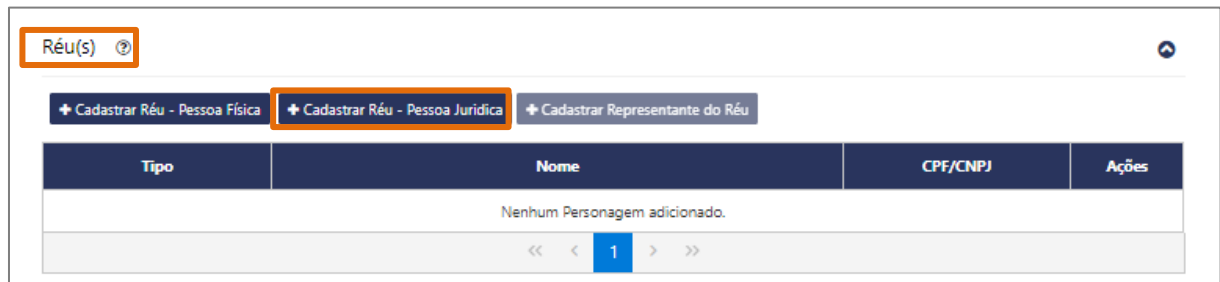 Réu(s) ?
+ Cadastrar Réu - Pessoa Física + Cadastrar Réu - Pessoa Juridica + Cadastrar Representante do Réu
Tipo Nome CPF/CNPJ Ações
Nenhum Personagem adicionado.
<< < 1 > >>